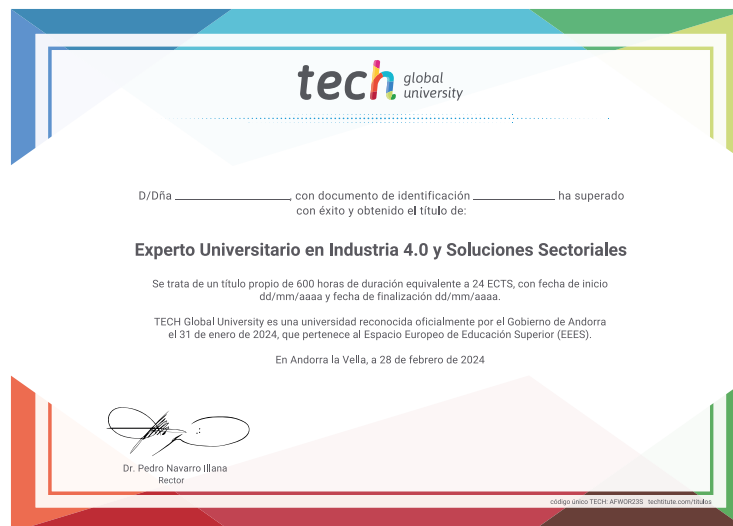 tech global university
D/Dña ____________, con documento de identificación ____________ ha superado
con éxito y obtenido el título de:
Experto Universitario en Industria 4.0 y Soluciones Sectoriales
Se trata de un título propio de 600 horas de duración equivalente a 24 ECTS, con fecha de inicio
dd/mm/aaaa y fecha de finalización dd/mm/aaaa.
TECH Global University es una universidad reconocida oficialmente por el Gobierno de Andorra
el 31 de enero de 2024, que pertenece al Espacio Europeo de Educación Superior (EEES).
En Andorra la Vella, a 28 de febrero de 2024
Dr. Pedro Navarro Illana
Rector
código único TECH: AFWOR23S techtitute.com/titulos